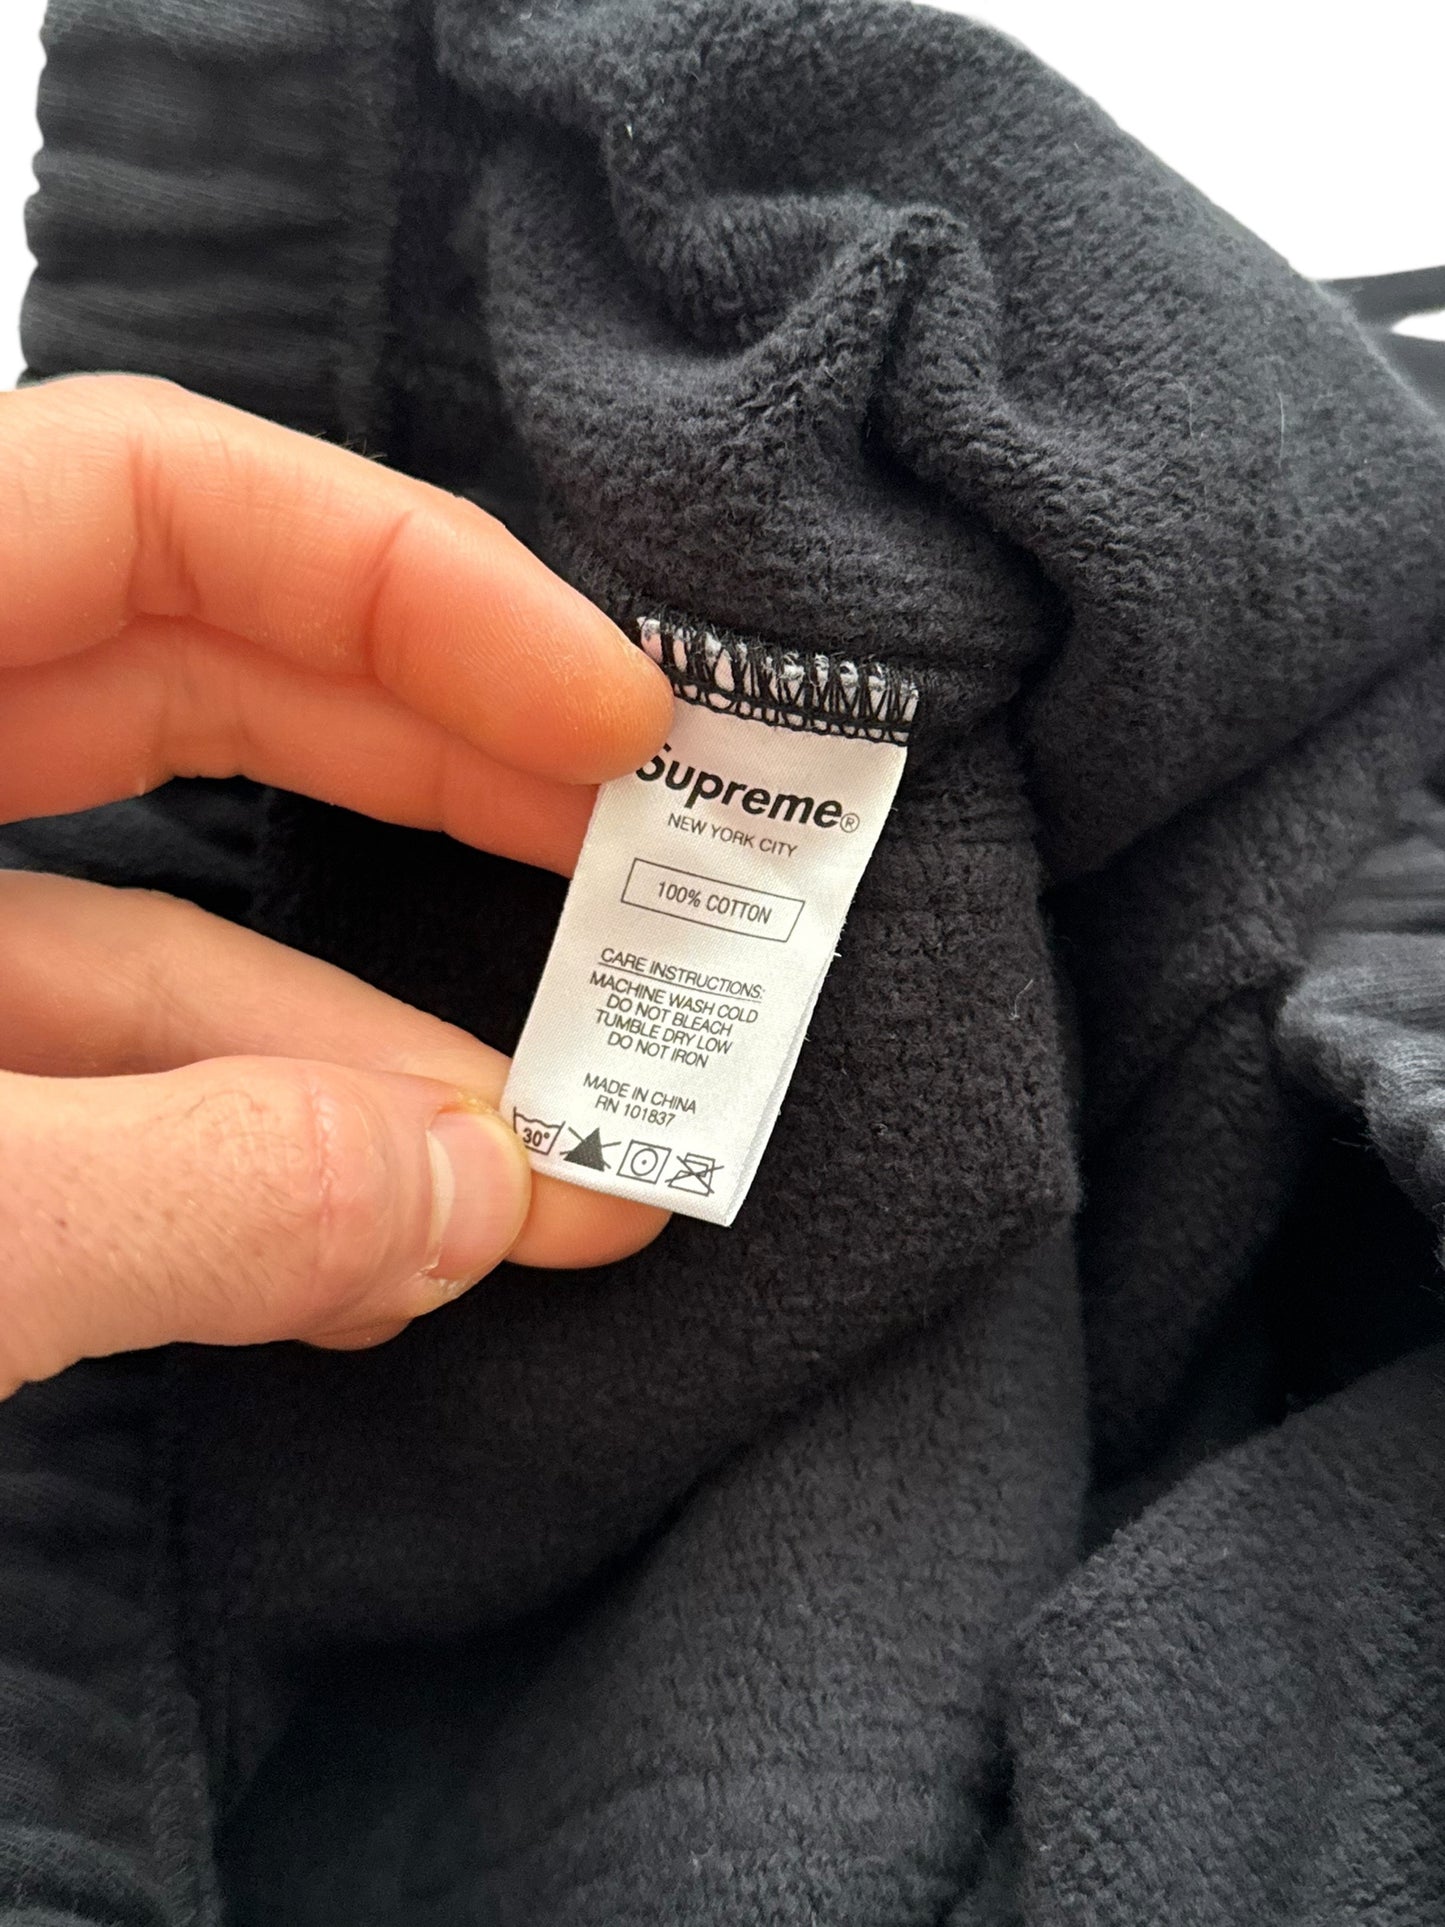 Supreme®
NEW YORK CITY
100% COTTON
CARE INSTRUCTIONS:
MACHINE WASH COLD
DO NOT BLEACH
TUMBLE DRY LOW
DO NOT IRON
MADE IN CHINA
RN 101837
30°